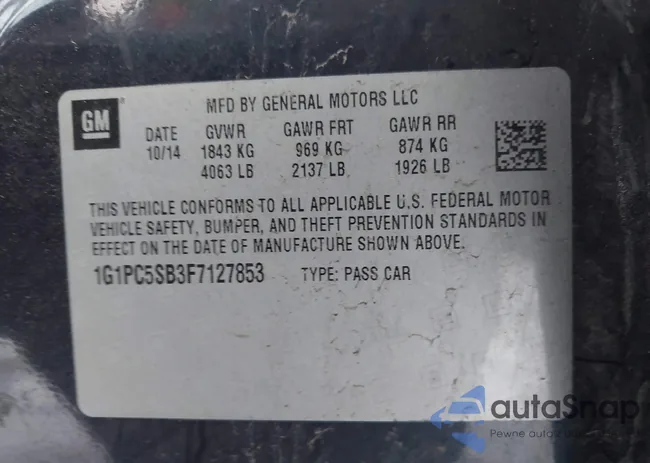 GM
MFD BY GENERAL MOTORS LLC
DATE GVWR GAWR FRT GAWR RR
10/14 1843 KG 969 KG 874 KG
4063 LB 2137 LB 1926 LB
THIS VEHICLE CONFORMS TO ALL APPLICABLE U.S. FEDERAL MOTOR
VEHICLE SAFETY, BUMPER, AND THEFT PREVENTION STANDARDS IN
EFFECT ON THE DATE OF MANUFACTURE SHOWN ABOVE.
1G1PC5SB3F7127853 TYPE: PASS CAR
autaSnap
Pewne auta